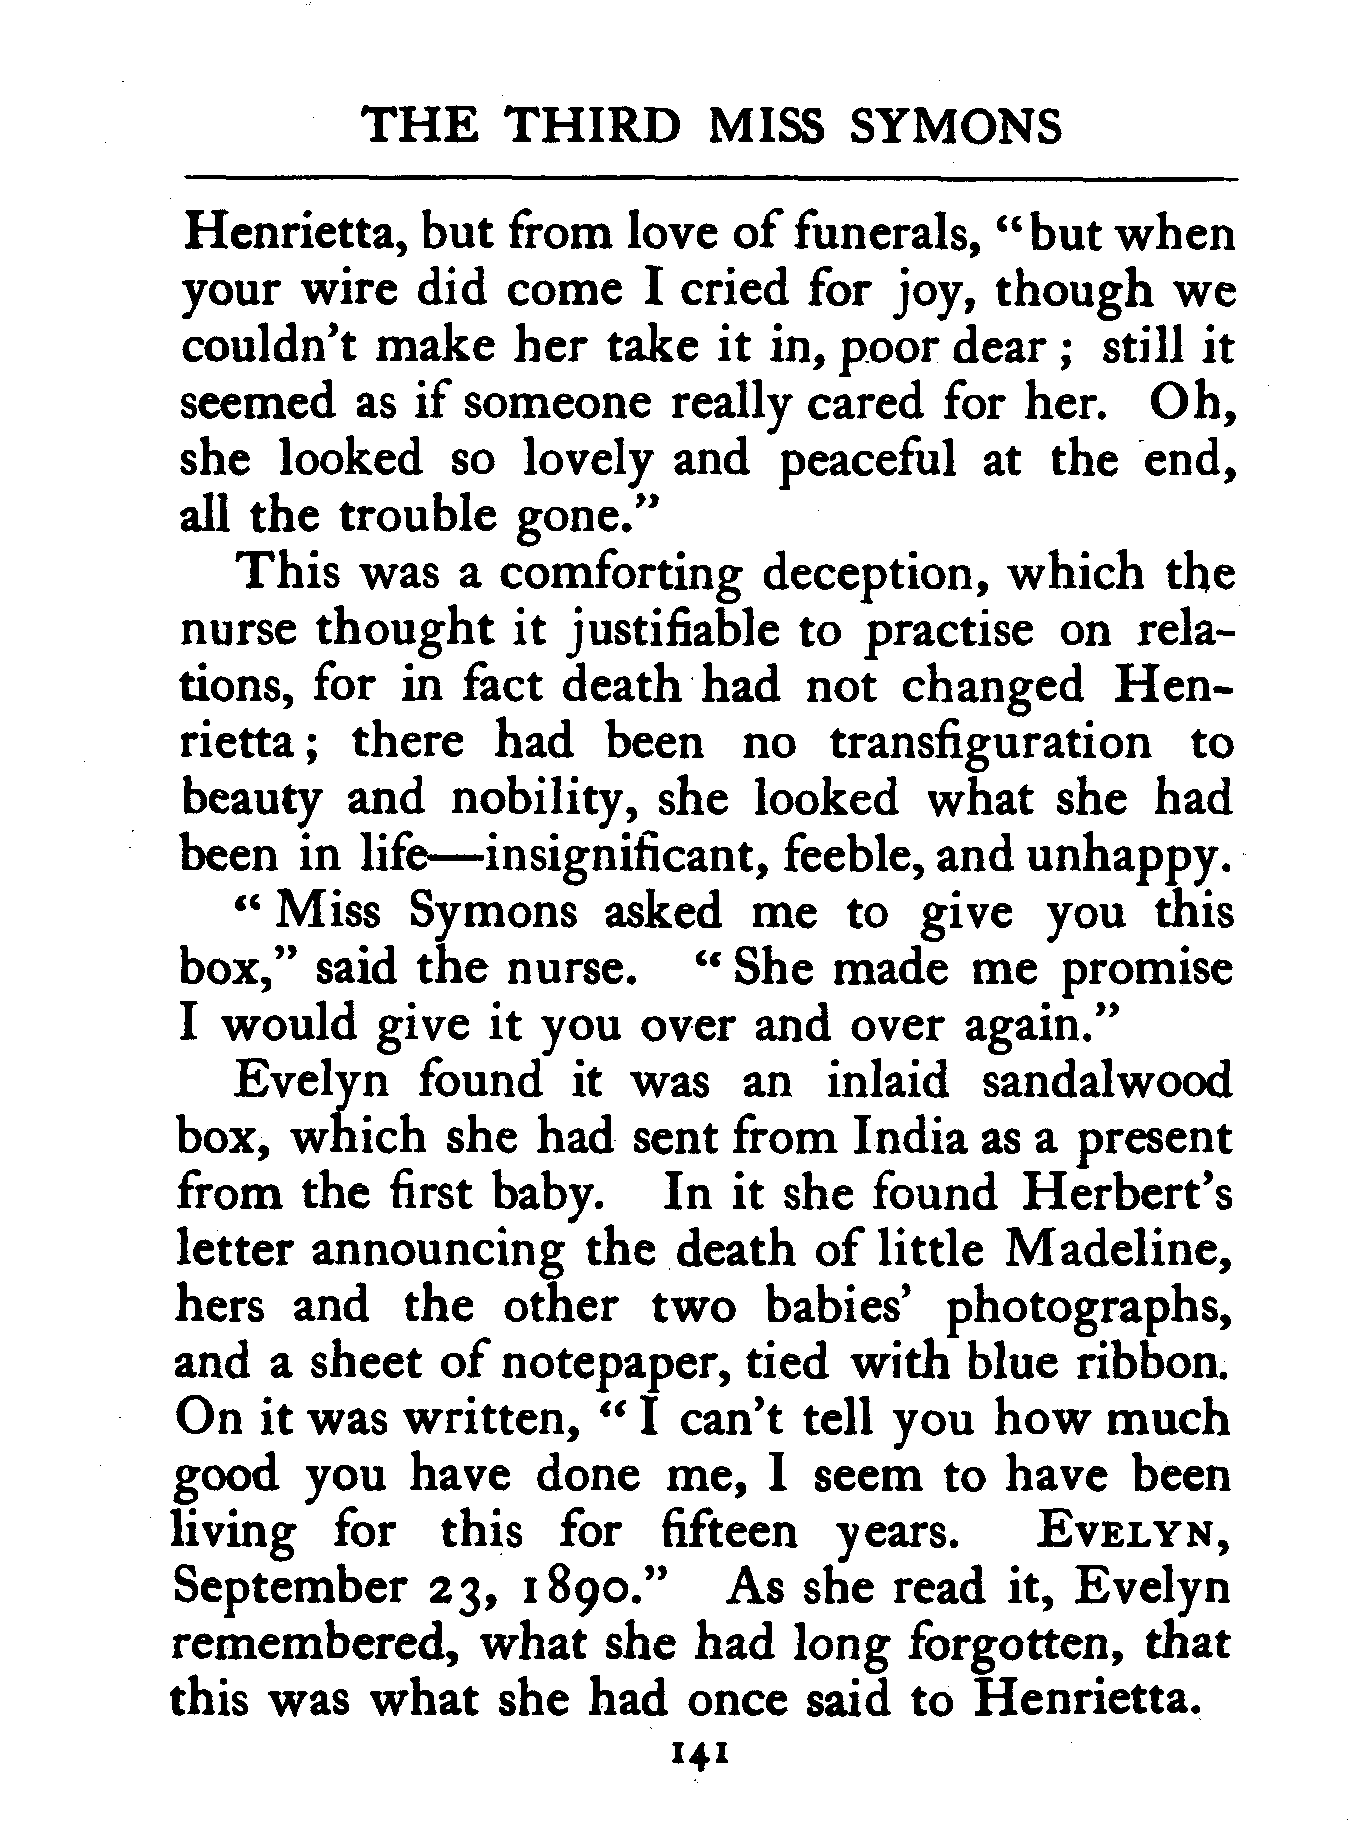 THE THIRD MISS SYMONS
Henrietta, but from love of funerals, “but when
your wire did come I cried for joy, though we
couldn’t make her take it in, poor dear ; still it
seemed as if someone really cared for her. Oh,
she looked so lovely and peaceful at the end,
all the trouble gone.”
This was a comforting deception, which the
nurse thought it justifiable to practise on rela-
tions, for in fact death had not changed Hen-
rietta ; there had been no transfiguration to
beauty and nobility, she looked what she had
been in life—insignificant, feeble, and unhappy.
“ Miss Symons asked me to give you this
box,” said the nurse. “ She made me promise
I would give it you over and over again.”
Evelyn found it was an inlaid sandalwood
box, which she had sent from India as a present
from the first baby. In it she found Herbert’s
letter announcing the death of little Madeline,
hers and the other two babies’ photographs,
and a sheet of notepaper, tied with blue ribbon.
On it was written, “ I can’t tell you how much
good you have done me, I seem to have been
living for this for fifteen years. EVELYN,
September 23, 1890.” As she read it, Evelyn
remembered, what she had long forgotten, that
this was what she had once said to Henrietta.
141